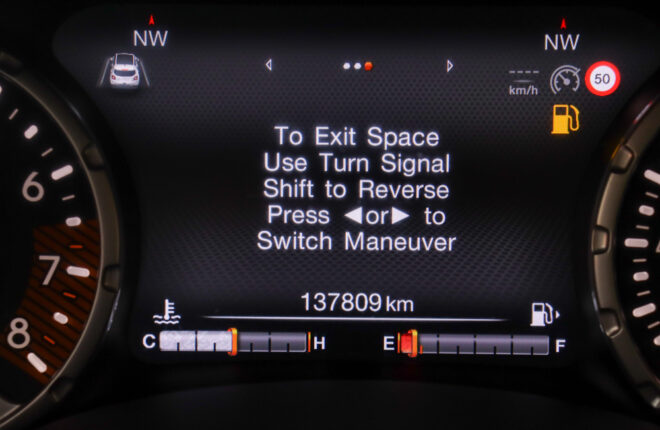 NW
NW
km/h
50
To Exit Space
Use Turn Signal
Shift to Reverse
Press ◀or▶ to
Switch Maneuver
6
7
8
137809 km
C H E F